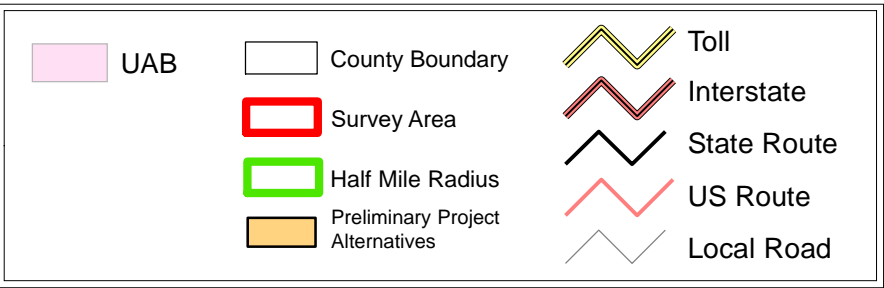 UAB
County Boundary
Survey Area
Half Mile Radius
Preliminary Project
Alternatives
Toll
Interstate
State Route
US Route
Local Road